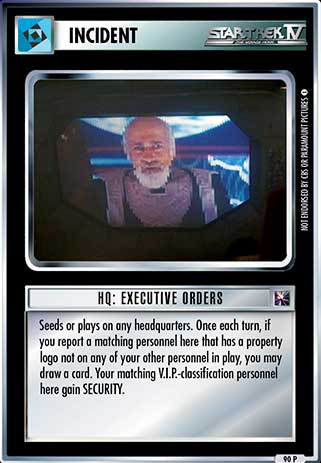 INCIDENT
STAR TREK IV
THE VOYAGE HOME
NOT ENDORSED BY CBS OR PARAMOUNT PICTURES
HQ: EXECUTIVE ORDERS
Seeds or plays on any headquarters. Once each turn, if
you report a matching personnel here that has a property
logo not on any of your other personnel in play, you may
draw a card. Your matching V.I.P.-classification personnel
here gain SECURITY.
90 P